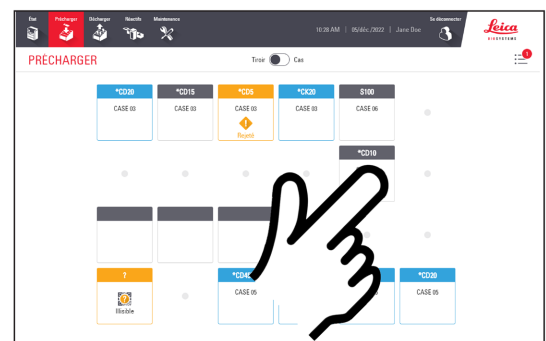 État Précharger Décharger Réactifs Maintenance
10:28 AM | 05/déc./2022 | Jane Doe
Se déconnecter
Leica
BIOSYSTEMS
PRÉCHARGER
Tiroir Cas
1
*CD20 *CD15 *CD5 *CK20 S100
CASE 03 CASE 03 CASE 03 CASE 03 CASE 06
!
Rejeté
*CD10
? *CD20
CASE 05 CASE 05
?
Illisible